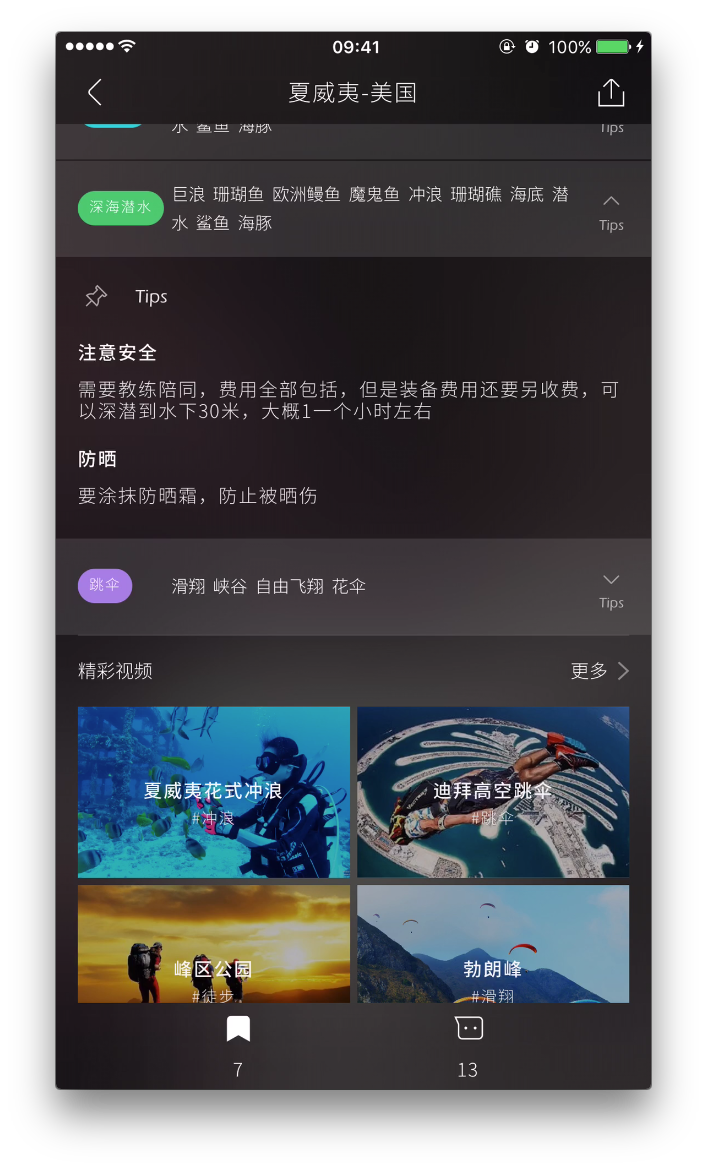 09:41
100%
夏威夷-美国
水 鲨鱼 海豚
Tips
深海潜水
巨浪 珊瑚鱼 欧洲鳗鱼 魔鬼鱼 冲浪 珊瑚礁 海底 潜
水 鲨鱼 海豚
Tips
Tips
注意安全
需要教练陪同，费用全部包括，但是装备费用还要另收费，可
以深潜到水下30米，大概1一个小时左右
防晒
要涂抹防晒霜，防止被晒伤
跳伞
滑翔 峡谷 自由飞翔 花伞
Tips
精彩视频
更多
夏威夷花式冲浪
#冲浪
迪拜高空跳伞
#跳伞
峰区公园
#徒步
勃朗峰
#滑翔
7
13